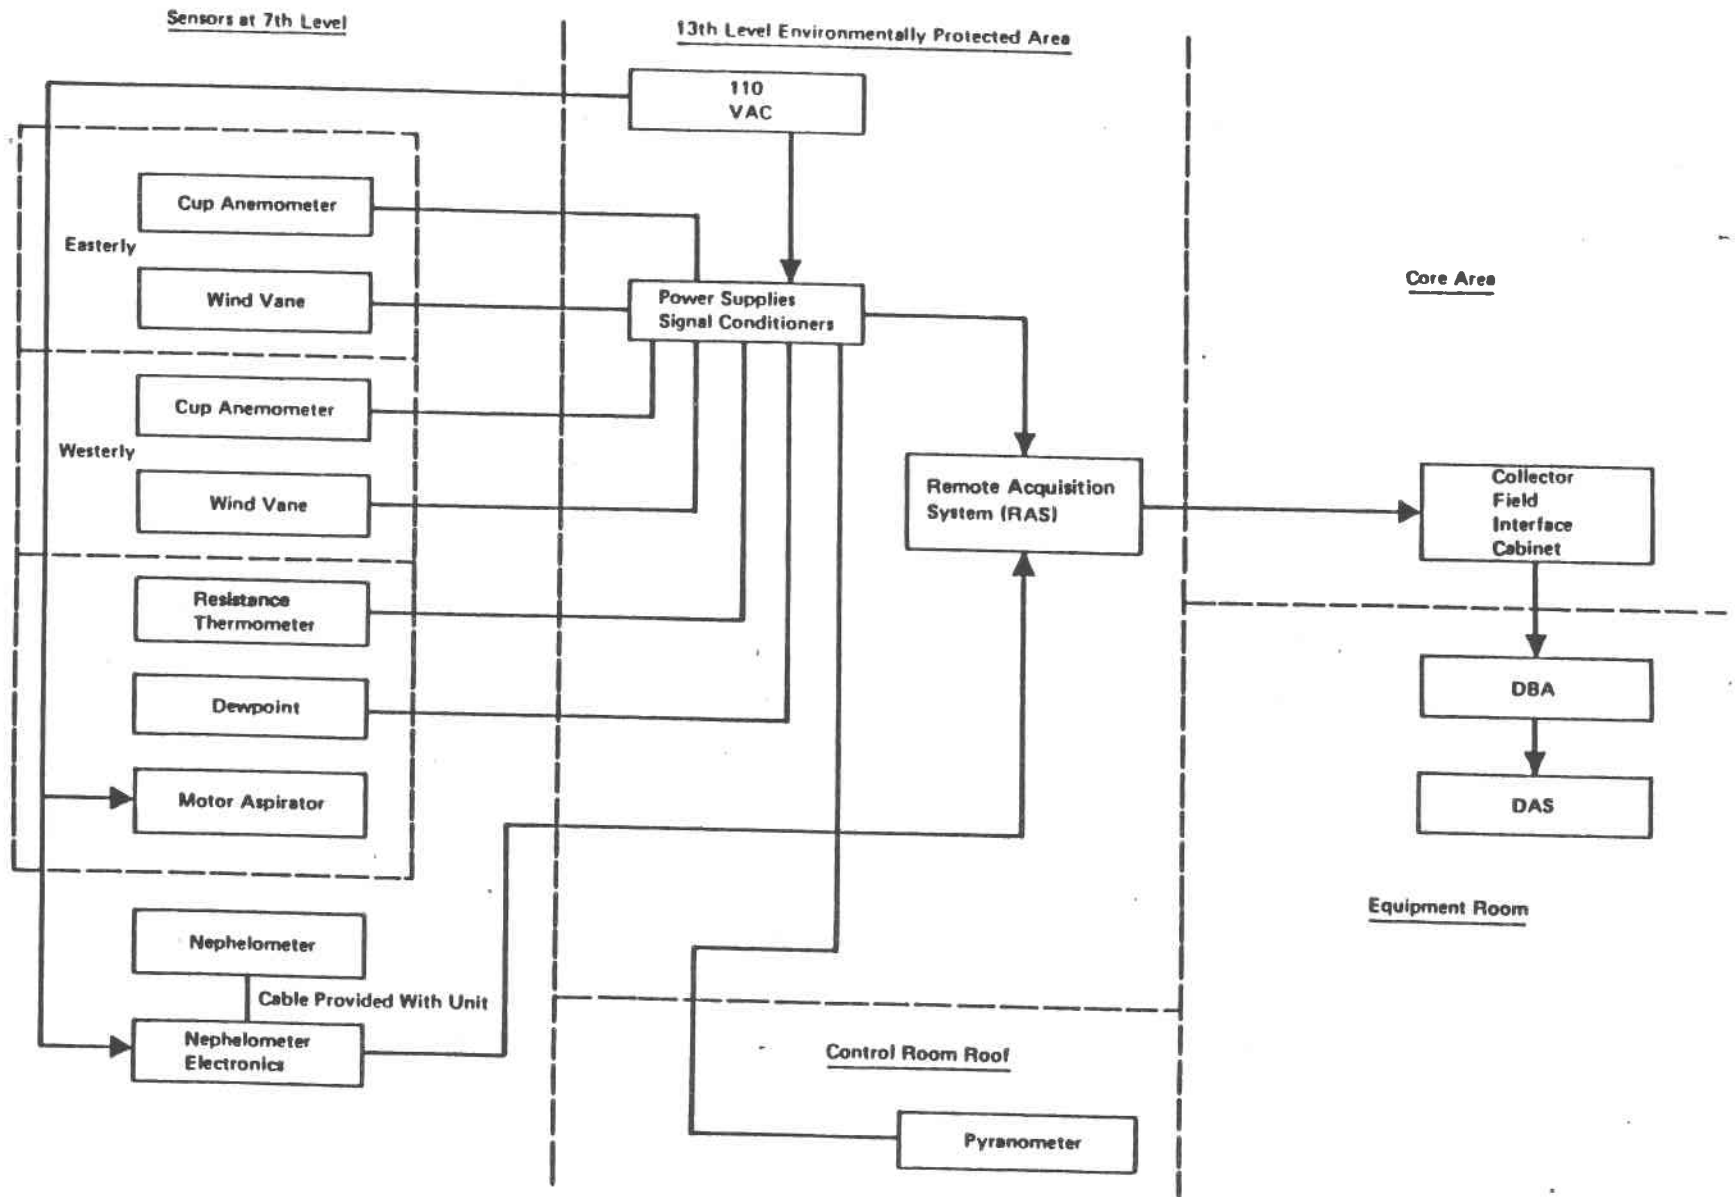 Sensors at 7th Level
13th Level Environmentally Protected Area
110
VAC
Cup Anemometer
Easterly
Wind Vane
Power Supplies
Signal Conditioners
Core Area
Cup Anemometer
Westerly
Wind Vane
Remote Acquisition
System (RAS)
Collector
Field
Interface
Cabinet
Resistance
Thermometer
Dewpoint
DBA
Motor Aspirator
DAS
Equipment Room
Nephelometer
Cable Provided With Unit
Nephelometer
Electronics
Control Room Roof
Pyranometer